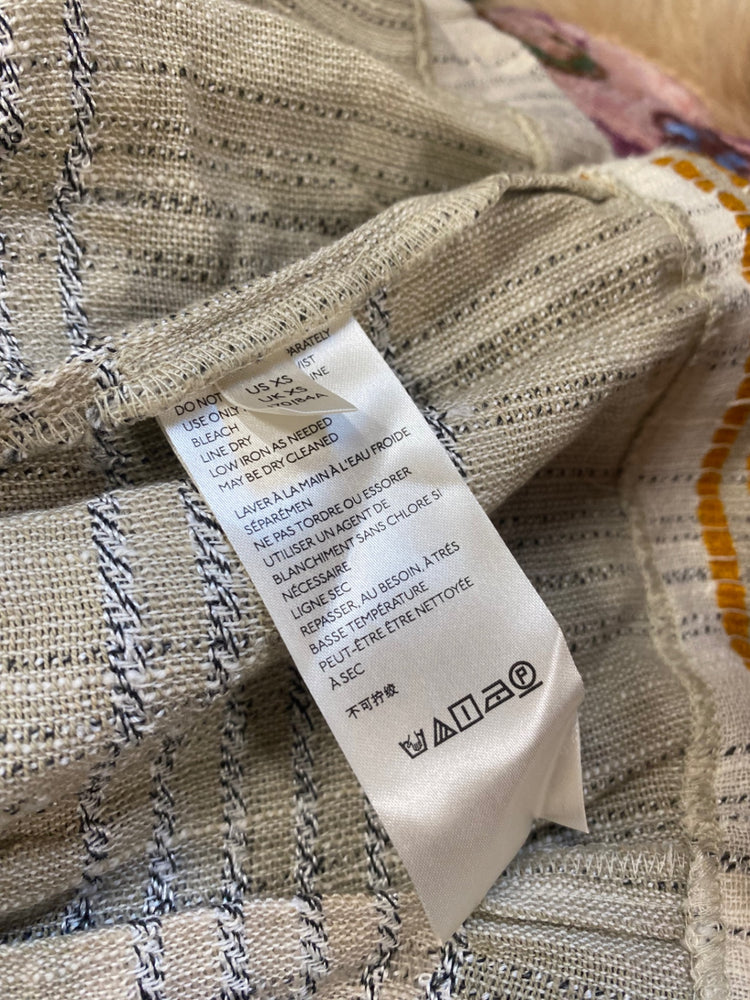 US XS
UK XS
70184A
ARATELY
DO NOT IST
USE ONLY INE
BLEACH
LINE DRY
LOW IRON AS NEEDED
MAY BE DRY CLEANED
LAVER À LA MAIN À L'EAU FROIDE
SÉPARÉMEN
NE PAS TORDRE OU ESSORER
UTILISER UN AGENT DE
BLANCHIMENT SANS CHLORE SI
NÉCESSAIRE
LIGNE SEC
REPASSER, AU BESOIN, À TRÉS
BASSE TEMPÉRATURE
PEUT-ÊTRE ÊTRE NETTOYÉE
À SEC
不可拧绞
P